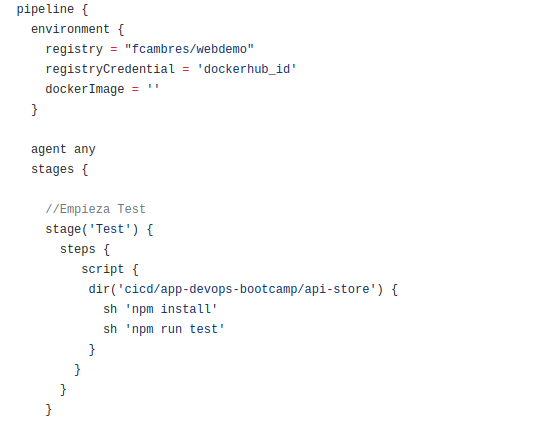 pipeline {
environment {
registry = "fcambres/webdemo"
registryCredential = 'dockerhub_id'
dockerImage = ''
}
agent any
stages {
//Empieza Test
stage('Test') {
steps {
script {
dir('cicd/app-devops-bootcamp/api-store') {
sh 'npm install'
sh 'npm run test'
}
}
}
}